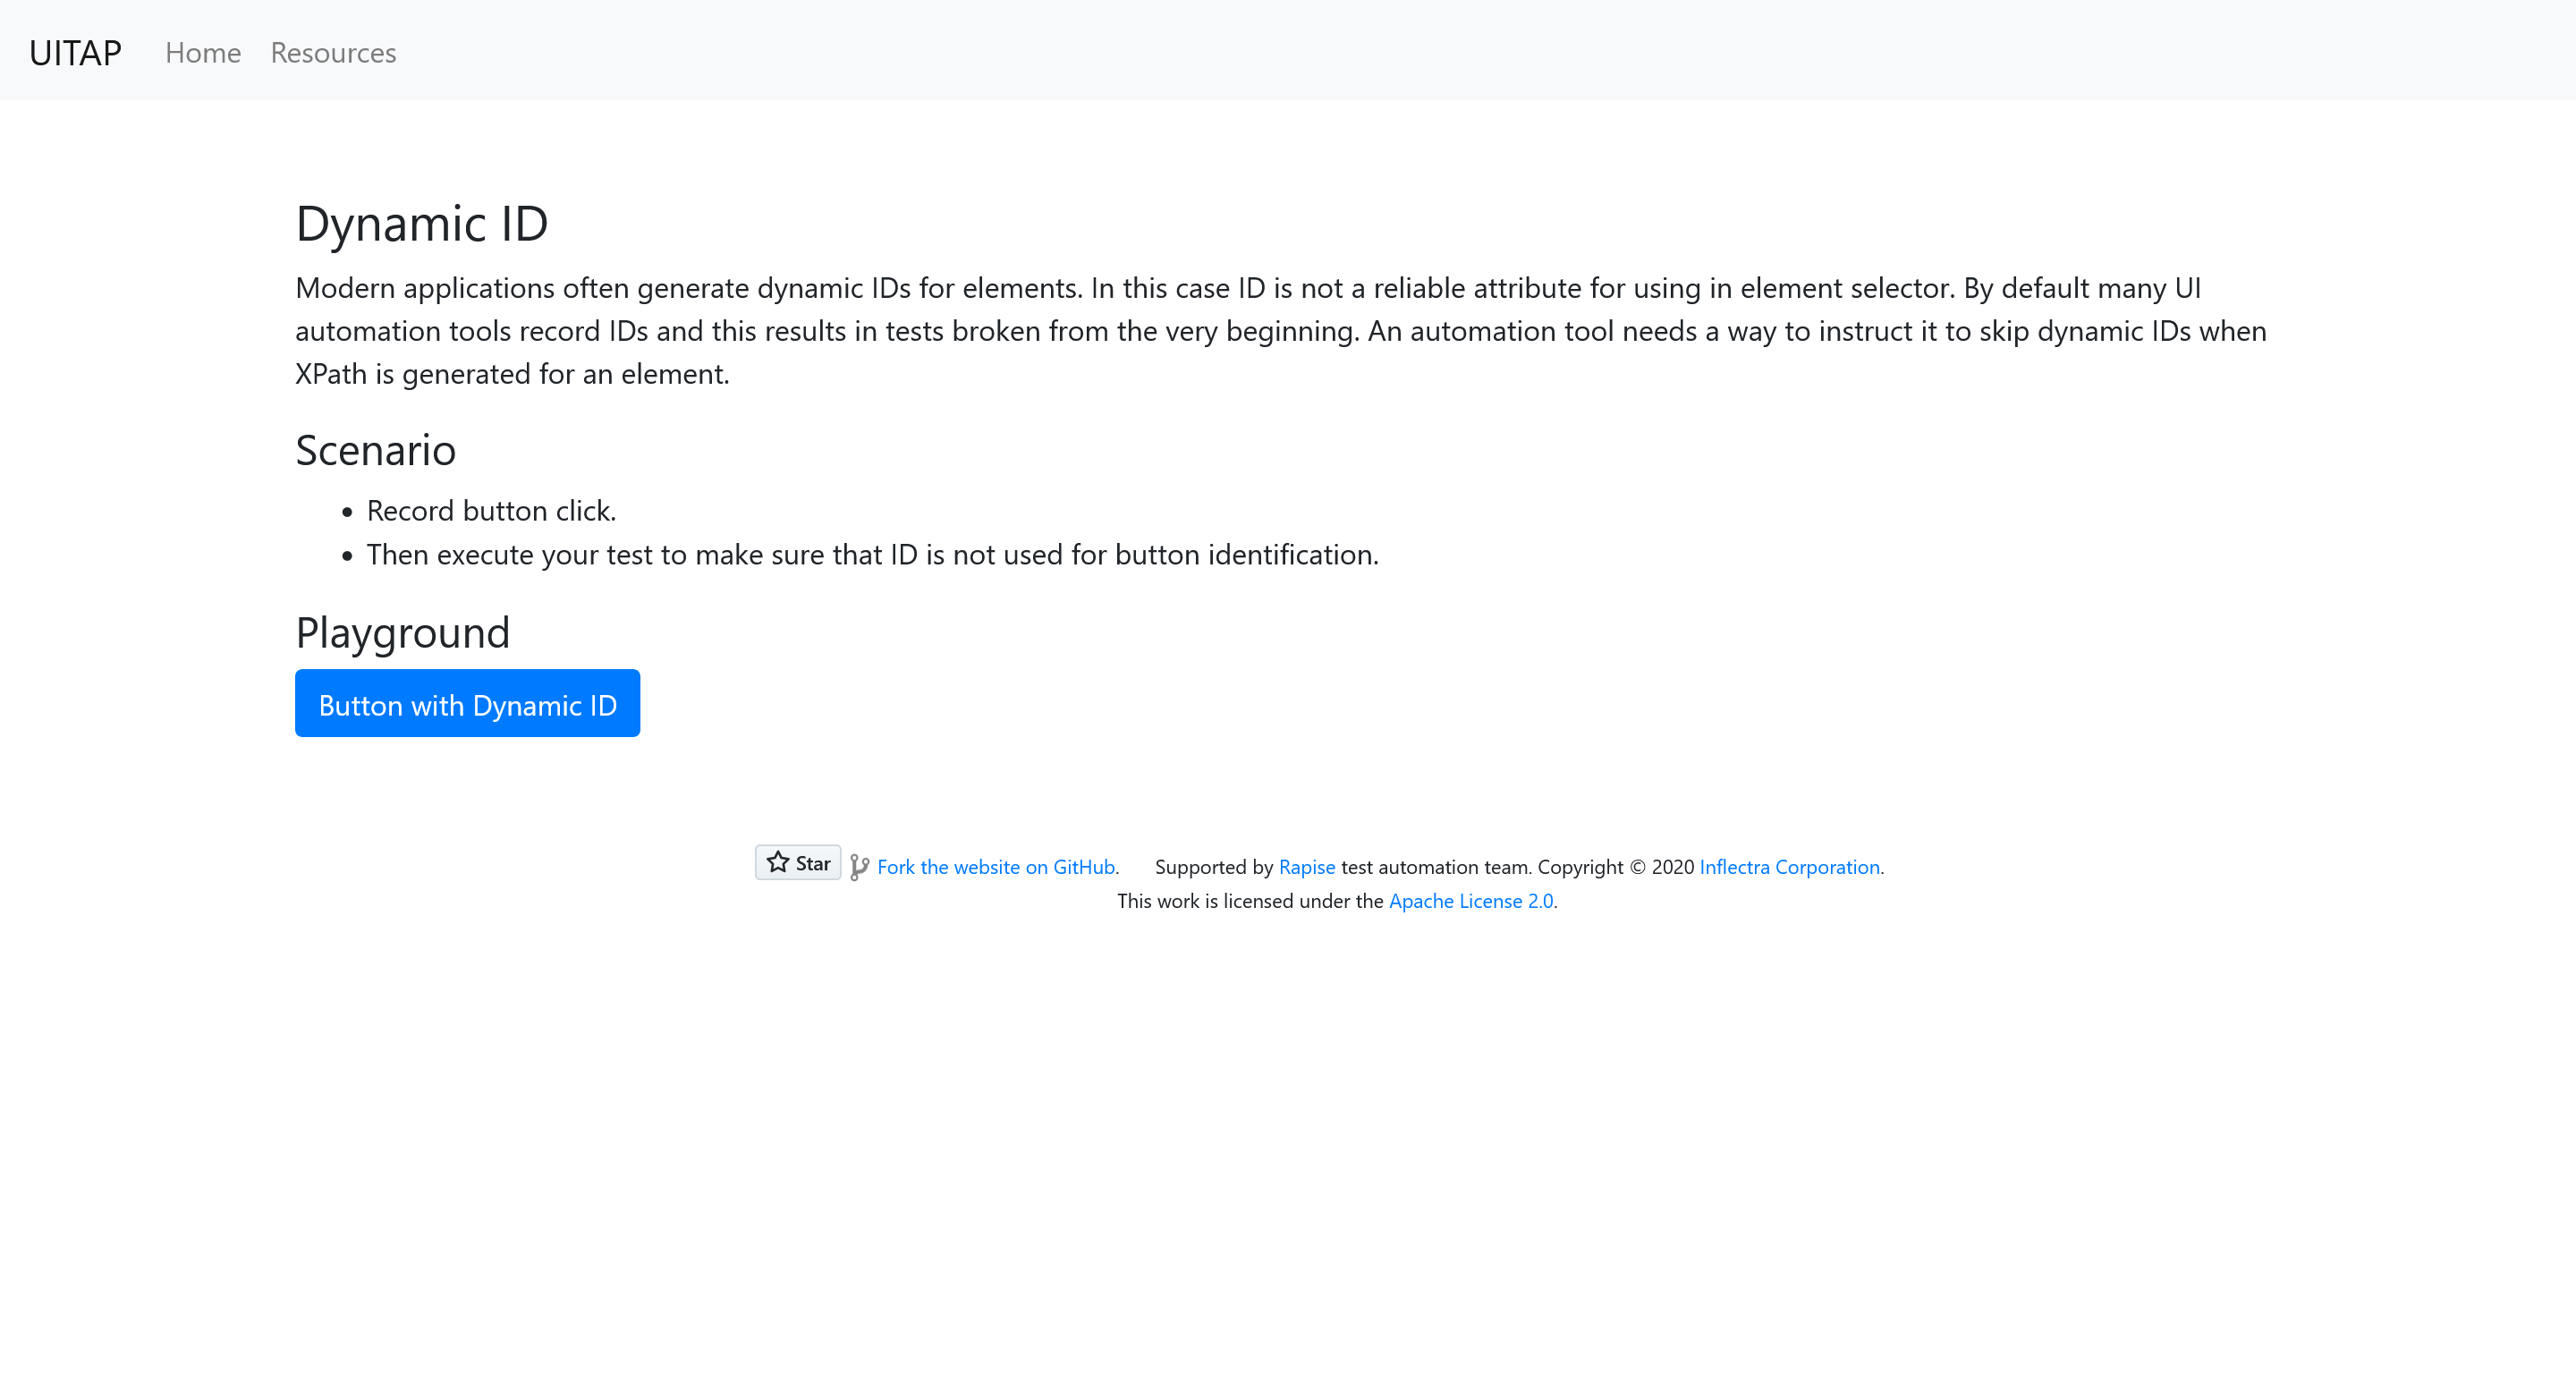 UITAP Home Resources
Dynamic ID
Modern applications often generate dynamic IDs for elements. In this case ID is not a reliable attribute for using in element selector. By default many UI
automation tools record IDs and this results in tests broken from the very beginning. An automation tool needs a way to instruct it to skip dynamic IDs when
XPath is generated for an element.
Scenario
• Record button click.
• Then execute your test to make sure that ID is not used for button identification.
Playground
Button with Dynamic ID
Star Fork the website on GitHub. Supported by Rapise test automation team. Copyright © 2020 Inflectra Corporation.
This work is licensed under the Apache License 2.0.